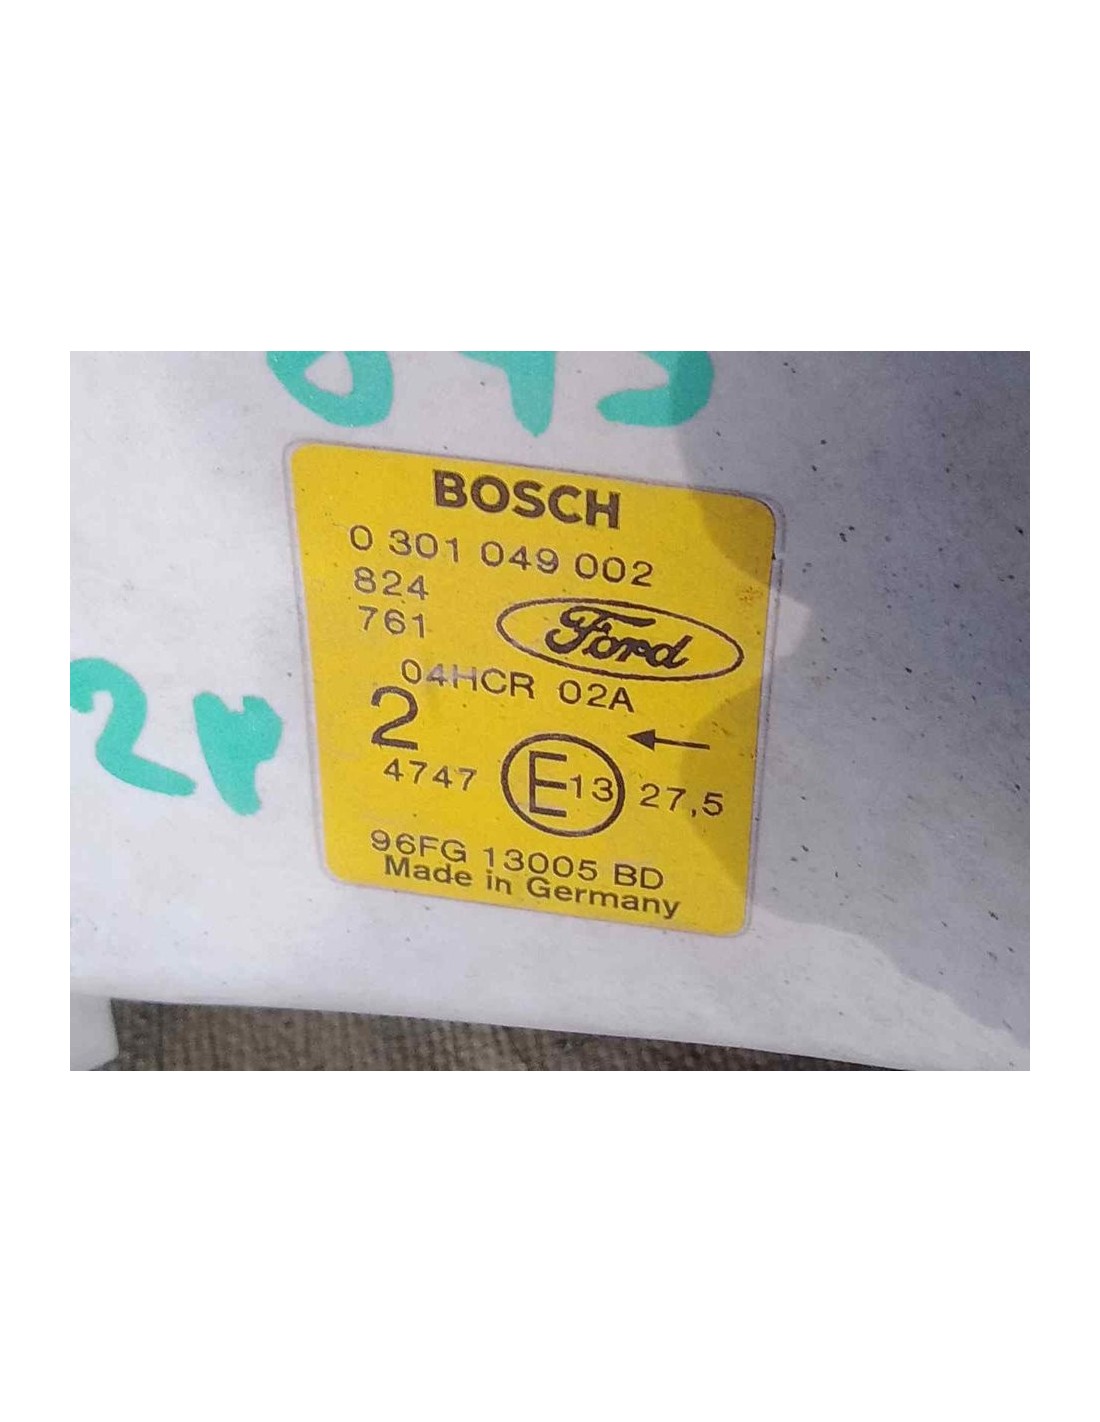 BOSCH
0 301 049 002
824
761
Ford
04HCR 02A
2
4747 E13 27,5
96FG 13005 BD
Made in Germany